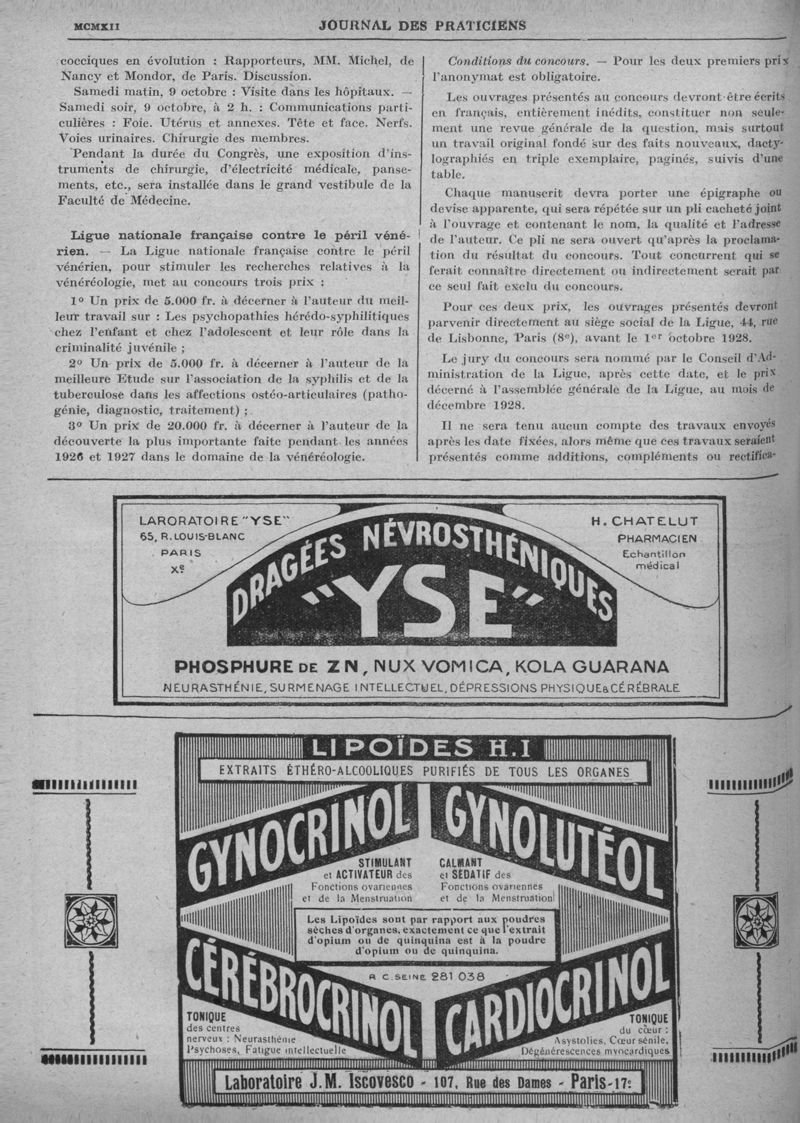 MCMXII
JOURNAL DES PRATICIENS
cocciques en évolution : Rapporteurs, MM. Michel, de
Nancy et Mondor, de Paris. Discussion.
Samedi matin, 9 octobre : Visite dans les hôpitaux. —
Samedi soir, 9 octobre, à 2 h. : Communications parti-
culières : Foie. Utérus et annexes. Tête et face. Nerfs.
Voies urinaires. Chirurgie des membres.
Pendant la durée du Congrès, une exposition d'ins-
truments de chirurgie, d'électricité médicale, panse-
ments, etc., sera installée dans le grand vestibule de la
Faculté de Médecine.
Ligue nationale française contre le péril véné-
rien. — La Ligue nationale française contre le péril
vénérien, pour stimuler les recherches relatives à la
vénéréologie, met au concours trois prix :
1º Un prix de 5.000 fr. à décerner à l'auteur du meil-
leur travail sur : Les psychopathies hérédo-syphilitiques
chez l'enfant et chez l'adolescent et leur rôle dans la
criminalité juvénile ;
2º Un prix de 5.000 fr. à décerner à l'auteur de la
meilleure Etude sur l'association de la syphilis et de la
tuberculose dans les affections ostéo-articulaires (patho-
génie, diagnostic, traitement) ;
3º Un prix de 20.000 fr. à décerner à l'auteur de la
découverte la plus importante faite pendant les années
1926 et 1927 dans le domaine de la vénéréologie.
Conditions du concours. — Pour les deux premiers prix
l'anonymat est obligatoire.
Les ouvrages présentés au concours devront être écrits
en français, entièrement inédits, constituer non seule-
ment une revue générale de la question, mais surtout
un travail original fondé sur des faits nouveaux, dacty-
lographiés en triple exemplaire, paginés, suivis d'une
table.
Chaque manuscrit devra porter une épigraphe ou
devise apparente, qui sera répétée sur un pli cacheté joint
à l'ouvrage et contenant le nom, la qualité et l'adresse
de l'auteur. Ce pli ne sera ouvert qu'après la proclama-
tion du résultat du concours. Tout concurrent qui se
ferait connaître directement ou indirectement serait par
ce seul fait exclu du concours.
Pour ces deux prix, les ouvrages présentés devront
parvenir directement au siège social de la Ligue, 44, rue
de Lisbonne, Paris (8º), avant le 1er octobre 1928.
Le jury du concours sera nommé par le Conseil d'Ad-
ministration de la Ligue, après cette date, et le prix
décerné à l'assemblée générale de la Ligue, au mois de
décembre 1928.
Il ne sera tenu aucun compte des travaux envoyés
après les date fixées, alors même que ces travaux seraient
présentés comme additions, compléments ou rectifica-
LARORATOIRE "YSE"
65, R. LOUIS-BLANC
PARIS
Xe
H. CHATELUT
PHARMACIEN
Echantillon
médical
DRAGÉES NÉVROSTHÉNIQUES
"YSE"
PHOSPHURE DE ZN, NUX VOMICA, KOLA GUARANA
NEURASTHÉNIE, SURMENAGE INTELLECTUEL, DÉPRESSIONS PHYSIQUE & CÉRÉBRALE
LIPOÏDES H.I
EXTRAITS ÉTHÉRO-ALCOOLIQUES PURIFIÉS DE TOUS LES ORGANES
GYNOCRINOL
GYNOLUTÉOL
STIMULANT
et ACTIVATEUR des
Fonctions ovariennes
et de la Menstruation
CALMANT
et SÉDATIF des
Fonctions ovariennes
et de la Menstruation
Les Lipoïdes sont par rapport aux poudres
sèches d'organes, exactement ce que l'extrait
d'opium ou de quinquina est à la poudre
d'opium ou de quinquina.
R C. SEINE 281 038
CÉRÉBROCRINOL
CARDIOCRINOL
TONIQUE
des centres
nerveux : Neurasthénie
Psychoses, Fatigue intellectuelle
TONIQUE
du cœur :
Asystolies, Cœur sénile,
Dégénérescences myocardiques
Laboratoire J.M. Iscovesco - 107, Rue des Dames - Paris-17e